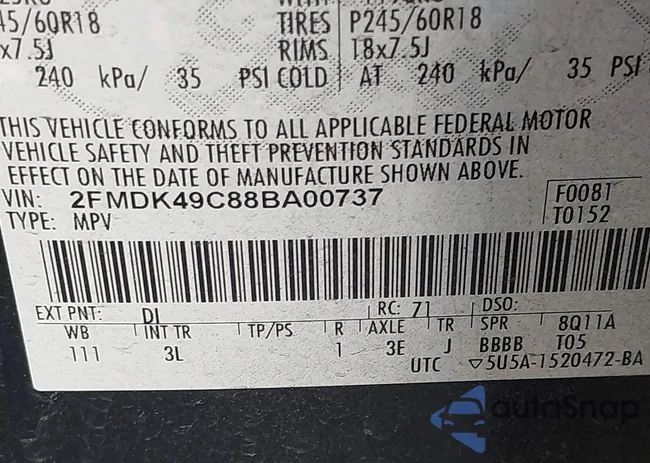 45/60R18 TIRES P245/60R18
x7.5J RIMS 18x7.5J
240 kPa/ 35 PSI COLD AT 240 kPa/ 35 PSI
THIS VEHICLE CONFORMS TO ALL APPLICABLE FEDERAL MOTOR
VEHICLE SAFETY AND THEFT PREVENTION STANDARDS IN
EFFECT ON THE DATE OF MANUFACTURE SHOWN ABOVE.
VIN: 2FMDK49C88BA00737 F0081
TYPE: MPV T0152
EXT PNT: DI RC: 71 DSO:
WB INT TR TP/PS R AXLE TR SPR 8Q11A
111 3L 1 3E J BBBB T05
UTC ▽5U5A-1520472-BA
autoSnap